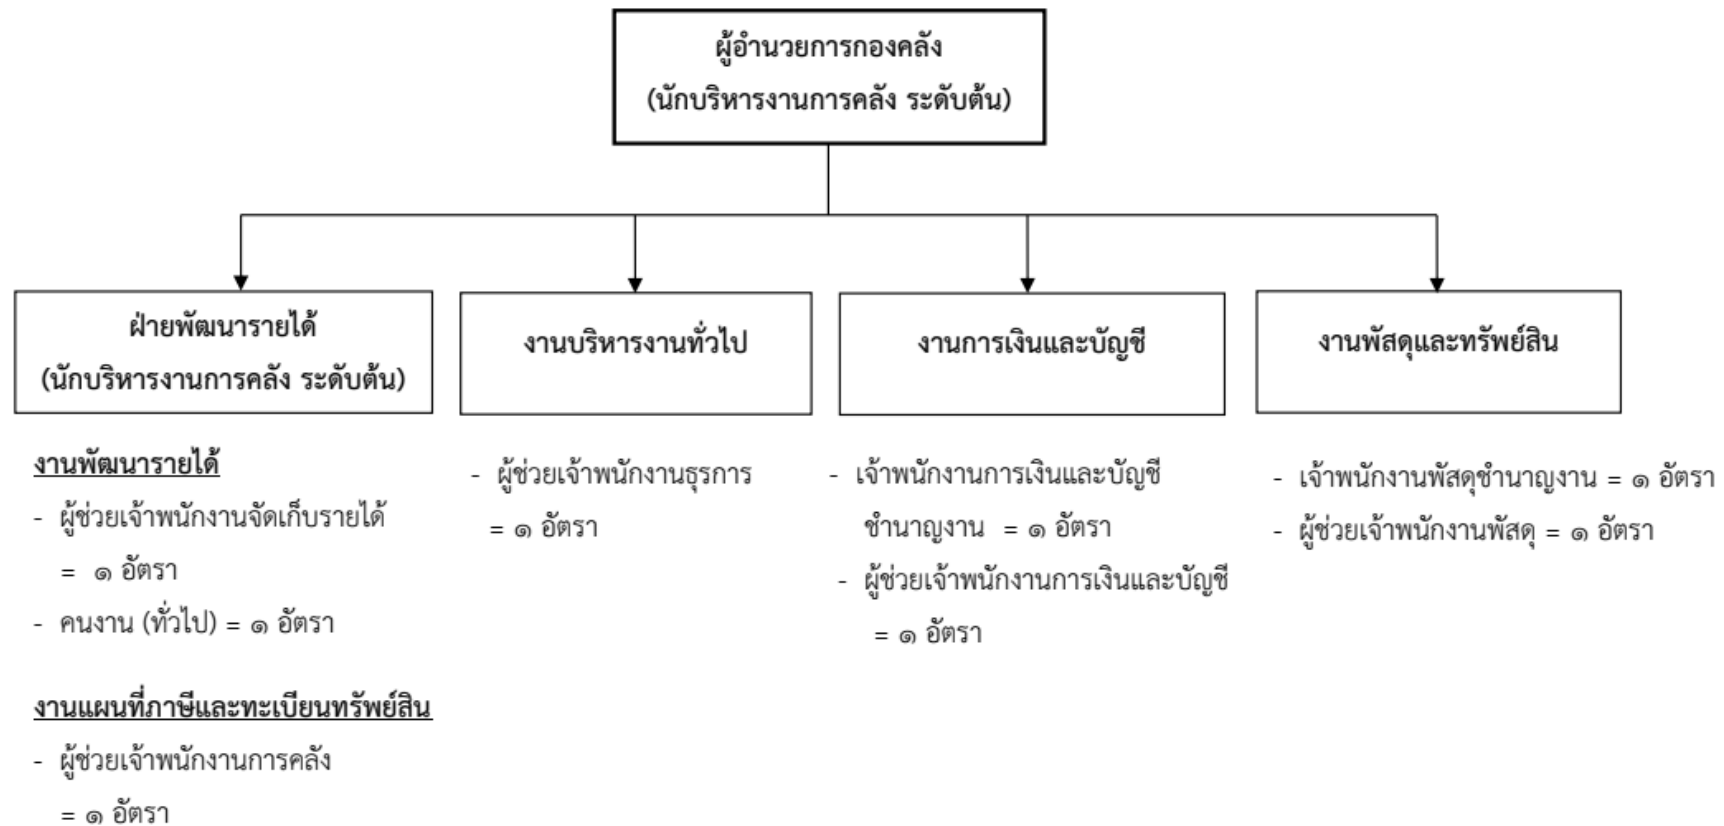 ผู้อำนวยการกองคลัง
(นักบริหารงานการคลัง ระดับต้น)
ฝ่ายพัฒนารายได้
(นักบริหารงานการคลัง ระดับต้น)
งานพัฒนารายได้
- ผู้ช่วยเจ้าพนักงานจัดเก็บรายได้
= ๑ อัตรา
- คนงาน (ทั่วไป) = ๑ อัตรา
งานแผนที่ภาษีและทะเบียนทรัพย์สิน
- ผู้ช่วยเจ้าพนักงานการคลัง
= ๑ อัตรา
งานบริหารงานทั่วไป
- ผู้ช่วยเจ้าพนักงานธุรการ
= ๑ อัตรา
งานการเงินและบัญชี
- เจ้าพนักงานการเงินและบัญชี
ชำนาญงาน = ๑ อัตรา
- ผู้ช่วยเจ้าพนักงานการเงินและบัญชี
= ๑ อัตรา
งานพัสดุและทรัพย์สิน
- เจ้าพนักงานพัสดุชำนาญงาน = ๑ อัตรา
- ผู้ช่วยเจ้าพนักงานพัสดุ = ๑ อัตรา